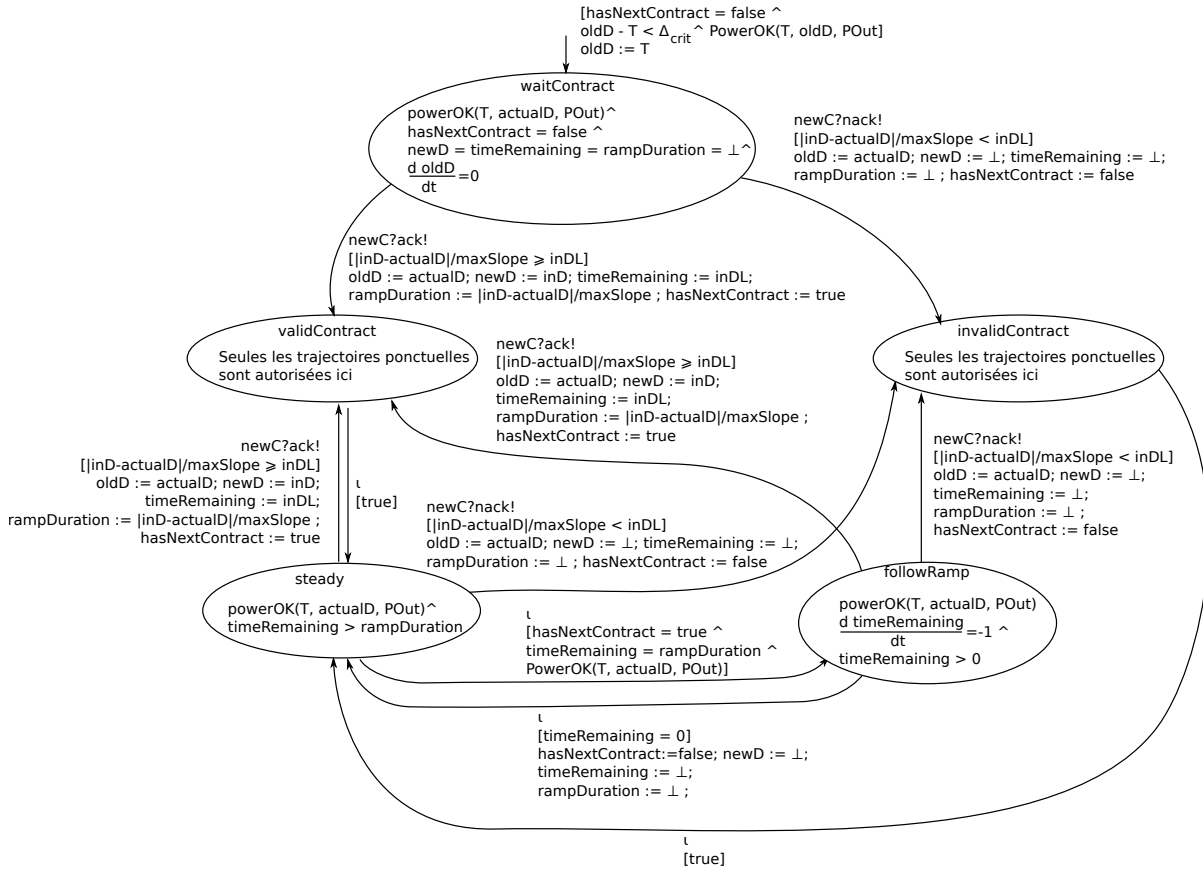 [hasNextContract = false ^
oldD - T < Δcrit ^ PowerOK(T, oldD, POut]
oldD := T
waitContract
powerOK(T, actualD, POut)^
hasNextContract = false ^
newD = timeRemaining = rampDuration = ⊥^
d oldD
dt
=0
newC?nack!
[|inD-actualD|/maxSlope < inDL]
oldD := actualD; newD := ⊥; timeRemaining := ⊥;
rampDuration := ⊥ ; hasNextContract := false
newC?ack!
[|inD-actualD|/maxSlope ⩾ inDL]
oldD := actualD; newD := inD; timeRemaining := inDL;
rampDuration := |inD-actualD|/maxSlope ; hasNextContract := true
validContract
Seules les trajectoires ponctuelles
sont autorisées ici
newC?ack!
[|inD-actualD|/maxSlope ⩾ inDL]
oldD := actualD; newD := inD;
timeRemaining := inDL;
rampDuration := |inD-actualD|/maxSlope ;
hasNextContract := true
invalidContract
Seules les trajectoires ponctuelles
sont autorisées ici
newC?ack!
[|inD-actualD|/maxSlope ⩾ inDL]
oldD := actualD; newD := inD;
timeRemaining := inDL;
rampDuration := |inD-actualD|/maxSlope ;
hasNextContract := true
ι
[true]
newC?nack!
[|inD-actualD|/maxSlope < inDL]
oldD := actualD; newD := ⊥; timeRemaining := ⊥;
rampDuration := ⊥ ; hasNextContract := false
newC?nack!
[|inD-actualD|/maxSlope < inDL]
oldD := actualD; newD := ⊥;
timeRemaining := ⊥;
rampDuration := ⊥ ;
hasNextContract := false
steady
powerOK(T, actualD, POut)^
timeRemaining > rampDuration
followRamp
powerOK(T, actualD, POut)
d timeRemaining
dt
=-1 ^
timeRemaining > 0
ι
[hasNextContract = true ^
timeRemaining = rampDuration ^
PowerOK(T, actualD, POut)]
ι
[timeRemaining = 0]
hasNextContract:=false; newD := ⊥;
timeRemaining := ⊥;
rampDuration := ⊥ ;
ι
[true]